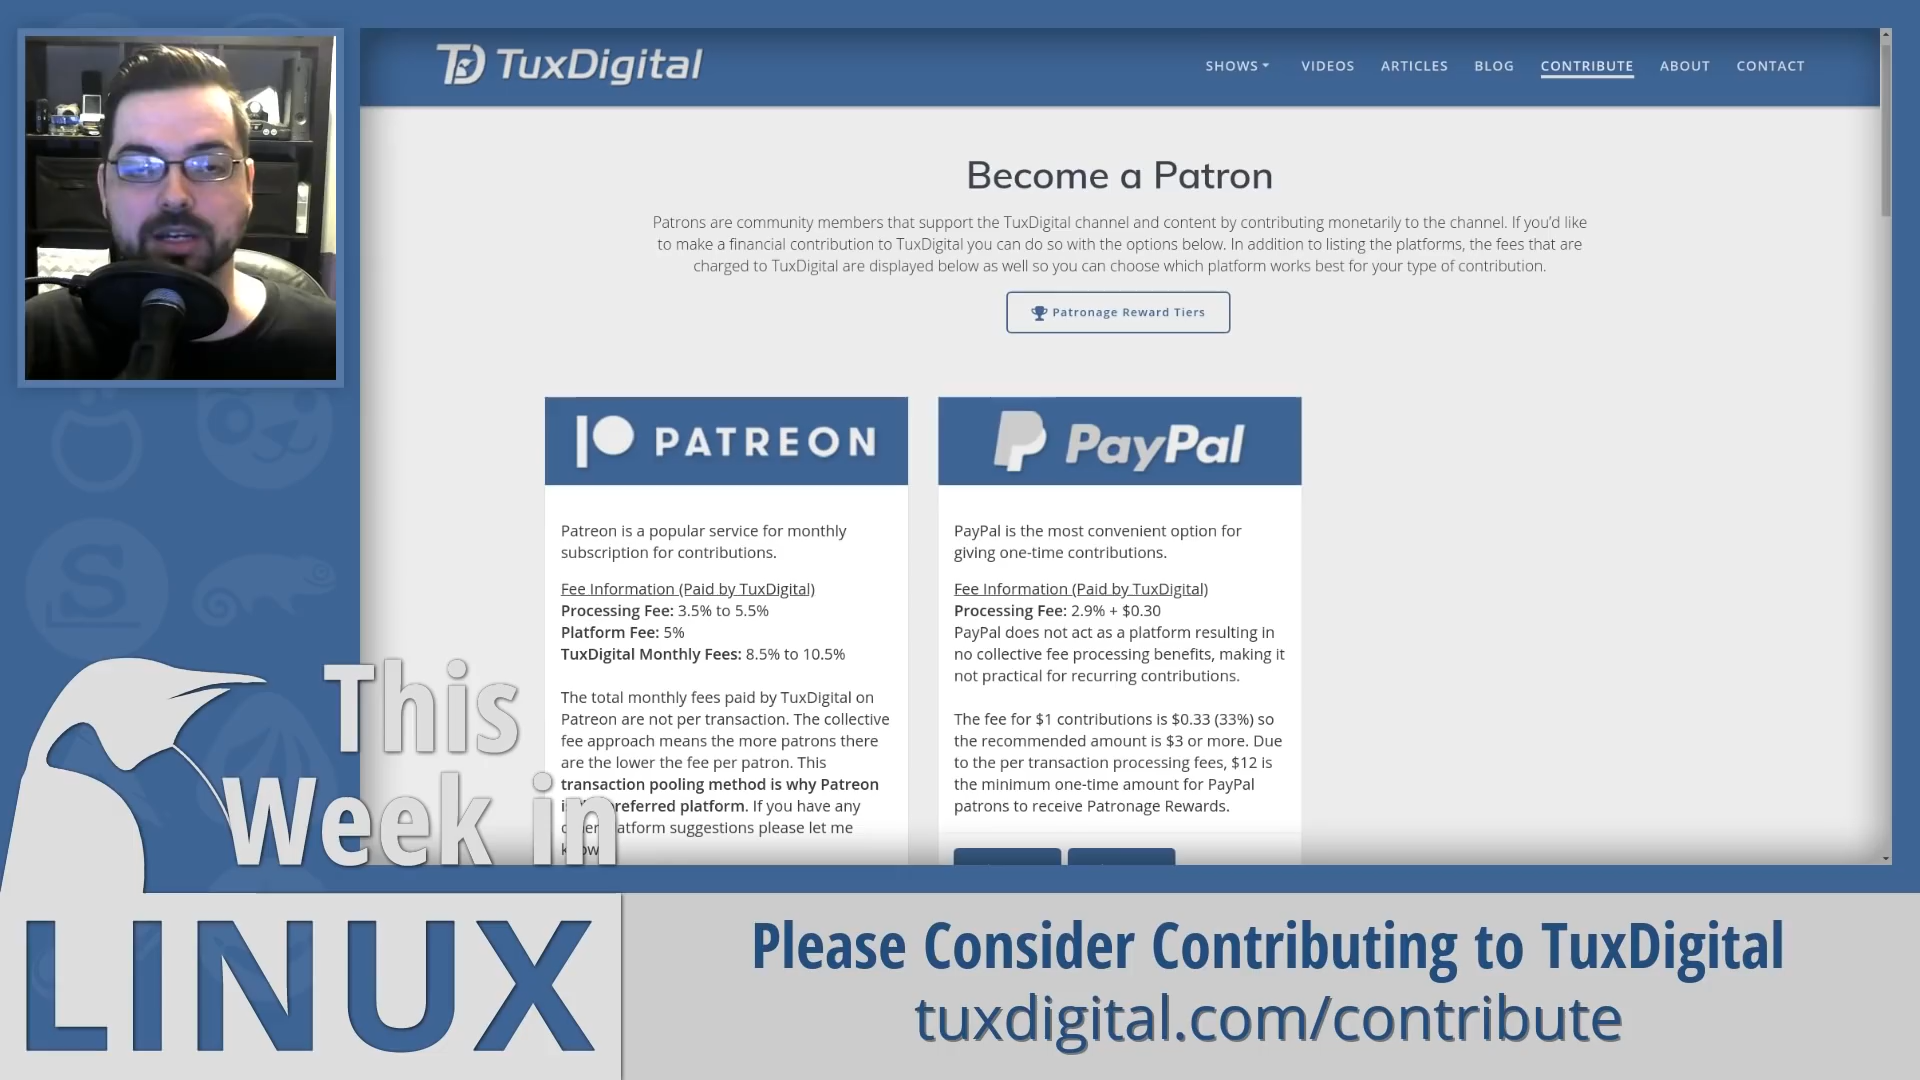 TuxDigital
SHOWS
VIDEOS
ARTICLES
BLOG
CONTRIBUTE
ABOUT
CONTACT
Become a Patron
Patrons are community members that support the TuxDigital channel and content by contributing monetarily to the channel. If you'd like
to make a financial contribution to TuxDigital you can do so with the options below. In addition to listing the platforms, the fees that are
charged to TuxDigital are displayed below as well so you can choose which platform works best for your type of contribution.
Patronage Reward Tiers
PATREON
Patreon is a popular service for monthly
subscription for contributions.
Fee Information (Paid by TuxDigital)
Processing Fee: 3.5% to 5.5%
Platform Fee: 5%
TuxDigital Monthly Fees: 8.5% to 10.5%
The total monthly fees paid by TuxDigital on
Patreon are not per transaction. The collective
fee approach means the more patrons there
are the lower the fee per patron. This
transaction pooling method is why Patreon
preferred platform. If you have any
platform suggestions please let me
know
PayPal
PayPal is the most convenient option for
giving one-time contributions.
Fee Information (Paid by TuxDigital)
Processing Fee: 2.9% + $0.30
PayPal does not act as a platform resulting in
no collective fee processing benefits, making it
not practical for recurring contributions.
The fee for $1 contributions is $0.33 (33%) so
the recommended amount is $3 or more. Due
to the per transaction processing fees, $12 is
the minimum one-time amount for PayPal
patrons to receive Patronage Rewards.
This
Week in
LINUX
Please Consider Contributing to TuxDigital
tuxdigital.com/contribute